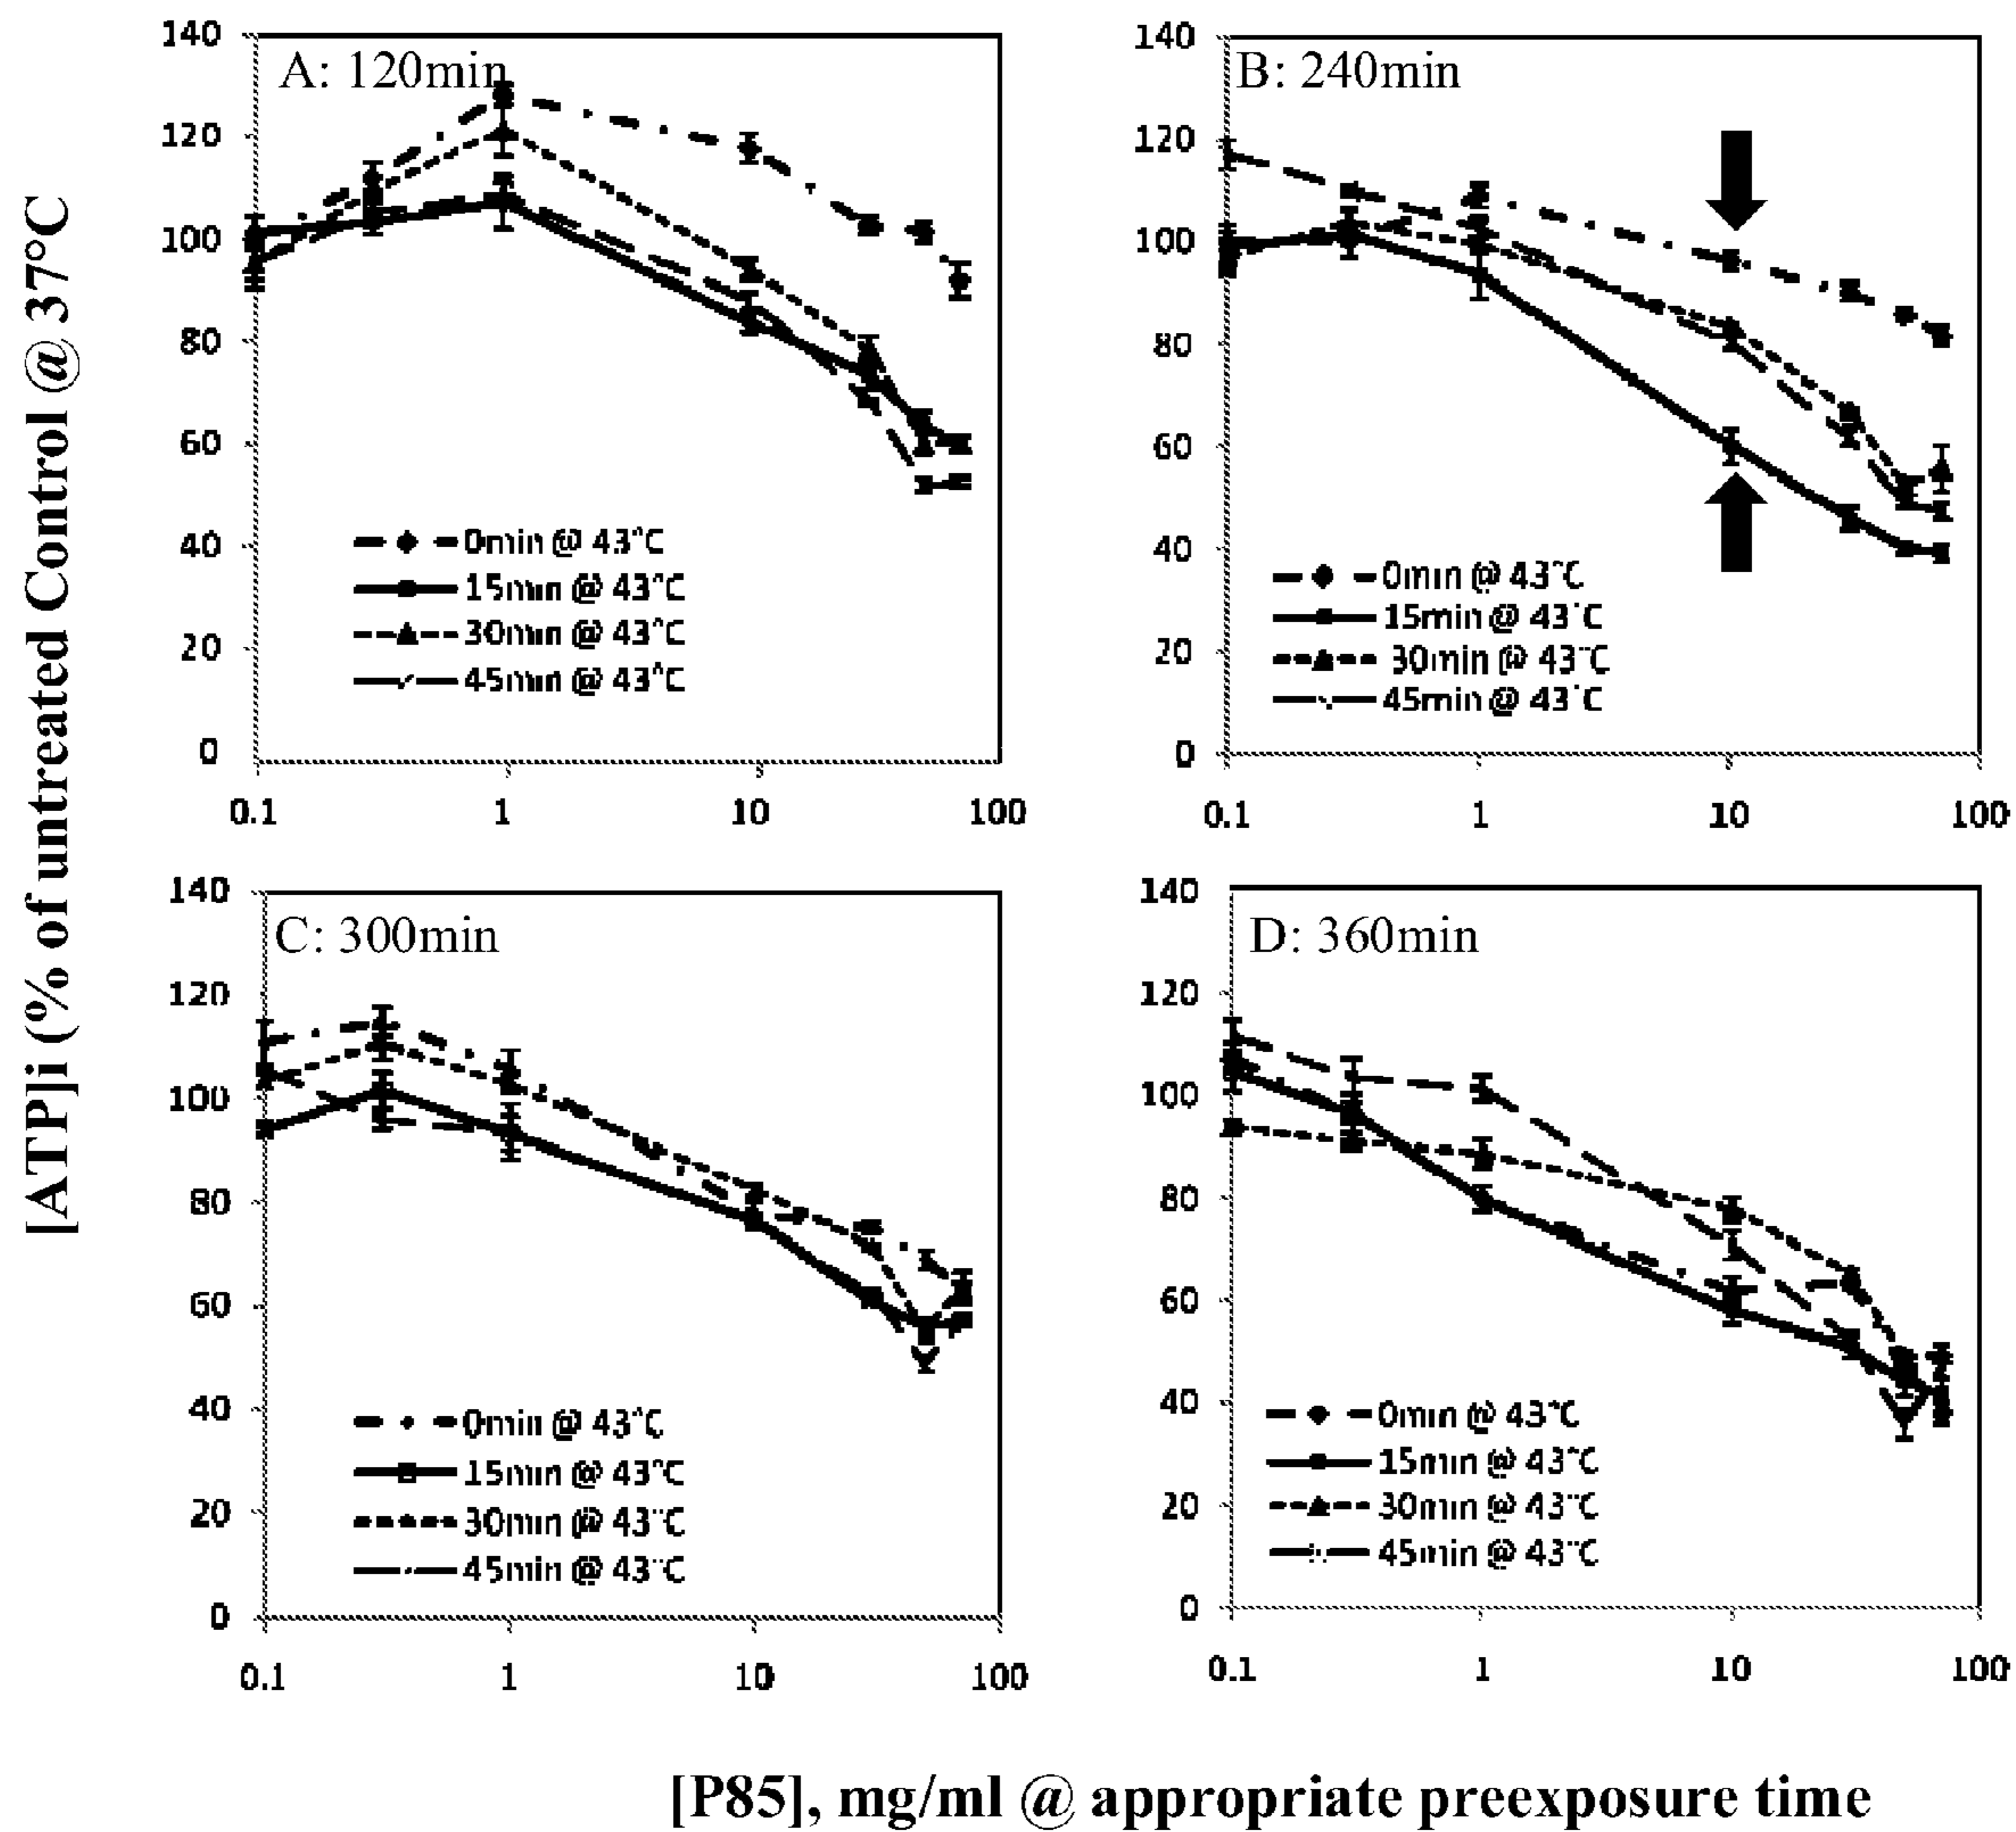 [ATP]i (% of untreated Control @ 37°C
A: 120min
140
120
100
80
60
40
20
0
0min @ 43°C
15min @ 43°C
30min @ 43°C
45min @ 43°C
0.1 1 10 100
B: 240min
140
120
100
80
60
40
20
0
0min @ 43°C
15min @ 43°C
30min @ 43°C
45min @ 43°C
0.1 1 10 100
C: 300min
140
120
100
80
60
40
20
0
0min @ 43°C
15min @ 43°C
30min @ 43°C
45min @ 43°C
0.1 1 10 100
D: 360min
140
120
100
80
60
40
20
0
0min @ 43°C
15min @ 43°C
30min @ 43°C
45min @ 43°C
0.1 1 10 100
[P85], mg/ml @ appropriate preexposure time